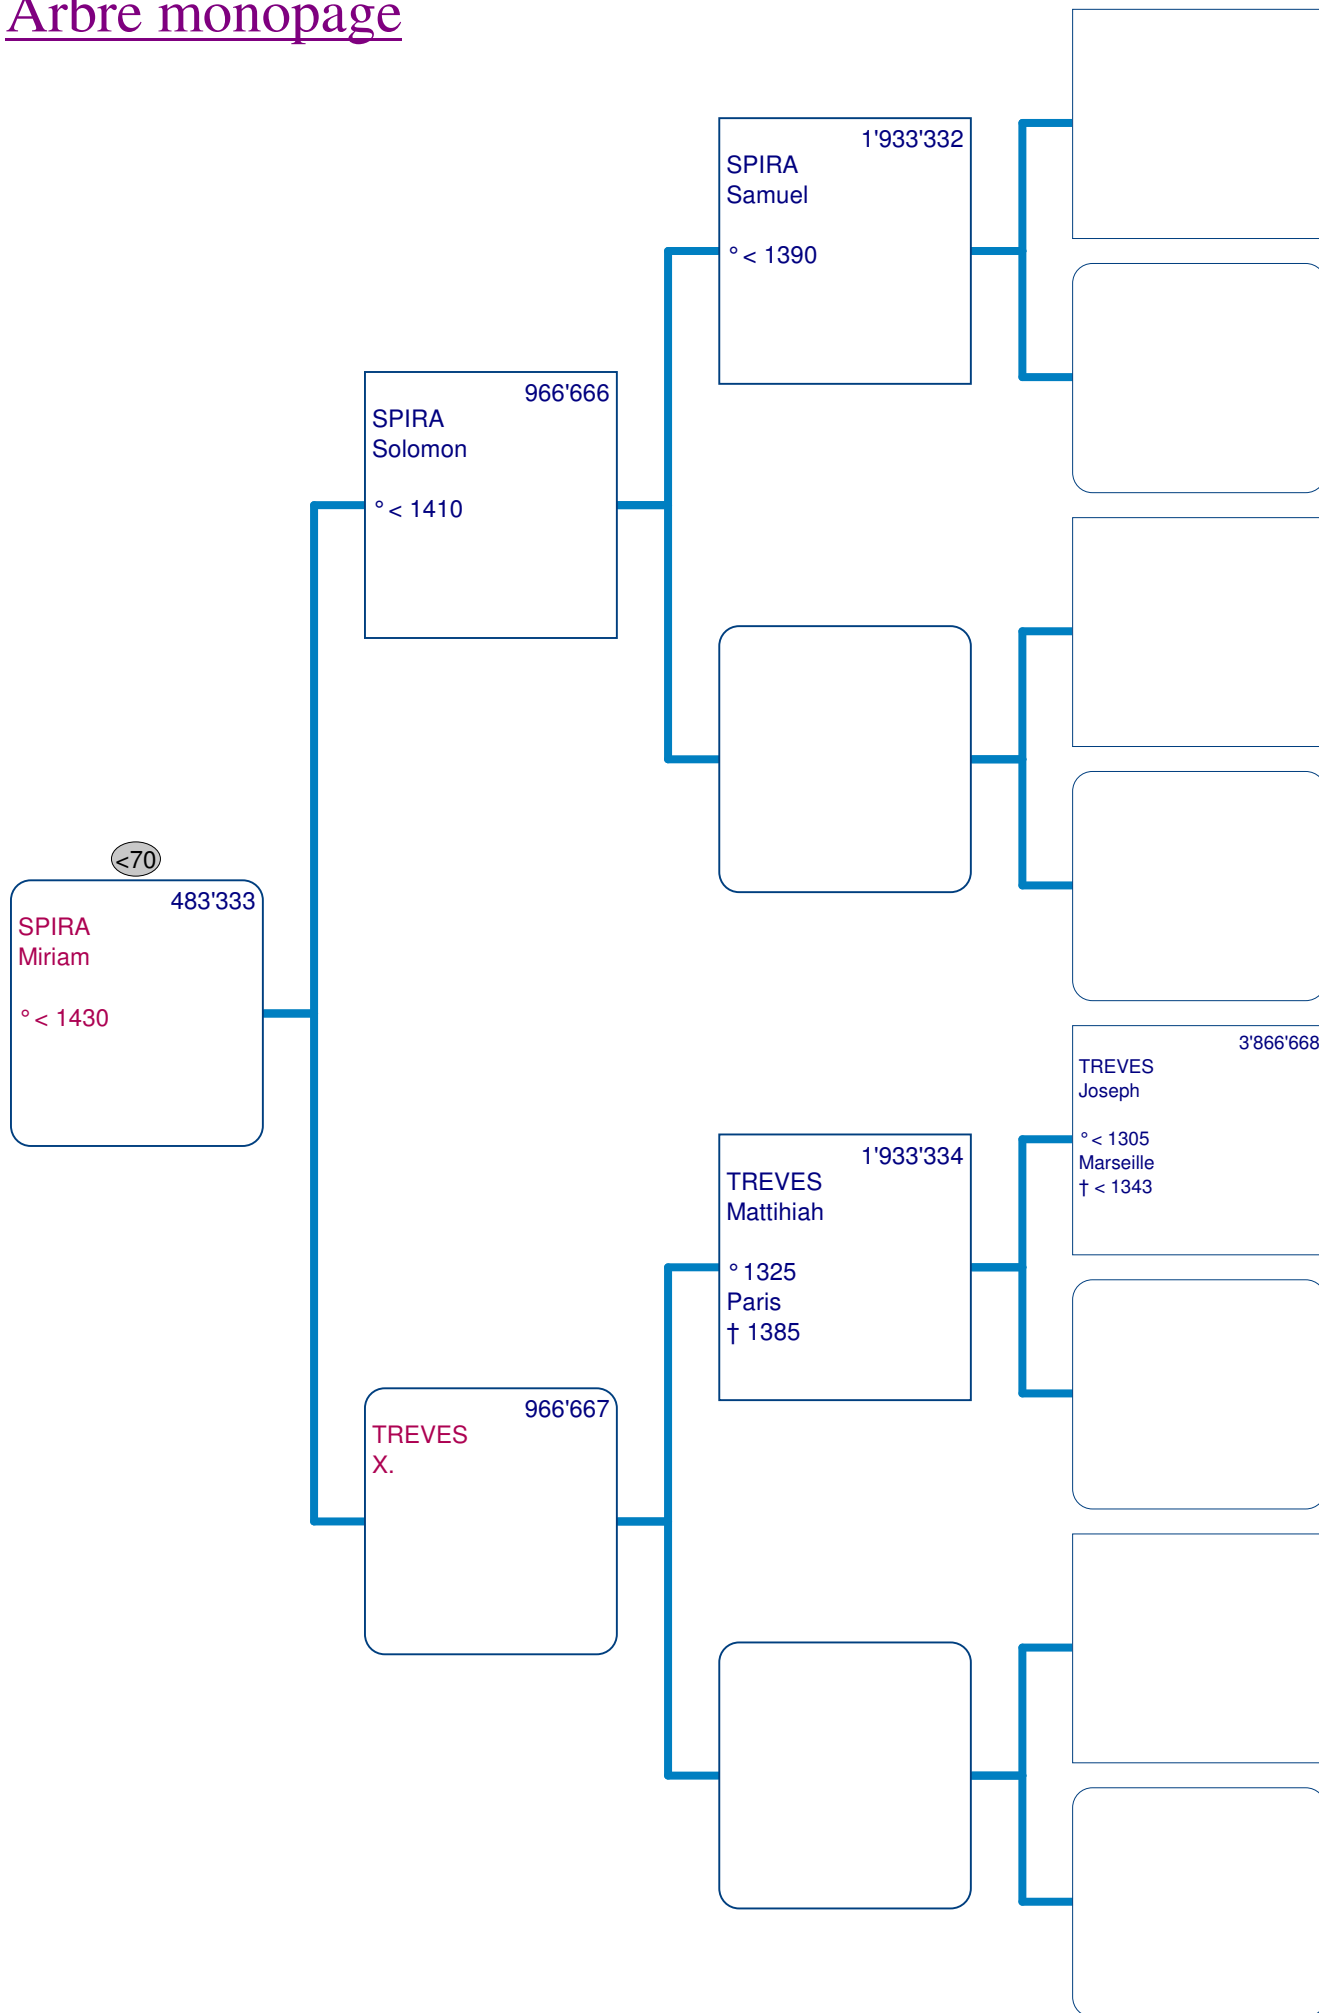 Arbre monopage
1'933'332
SPIRA
Samuel
° < 1390
966'666
SPIRA
Solomon
° < 1410
<70
483'333
SPIRA
Miriam
° < 1430
3'866'668
TREVES
Joseph
° < 1305
Marseille
† < 1343
1'933'334
TREVES
Mattihiah
° 1325
Paris
† 1385
966'667
TREVES
X.